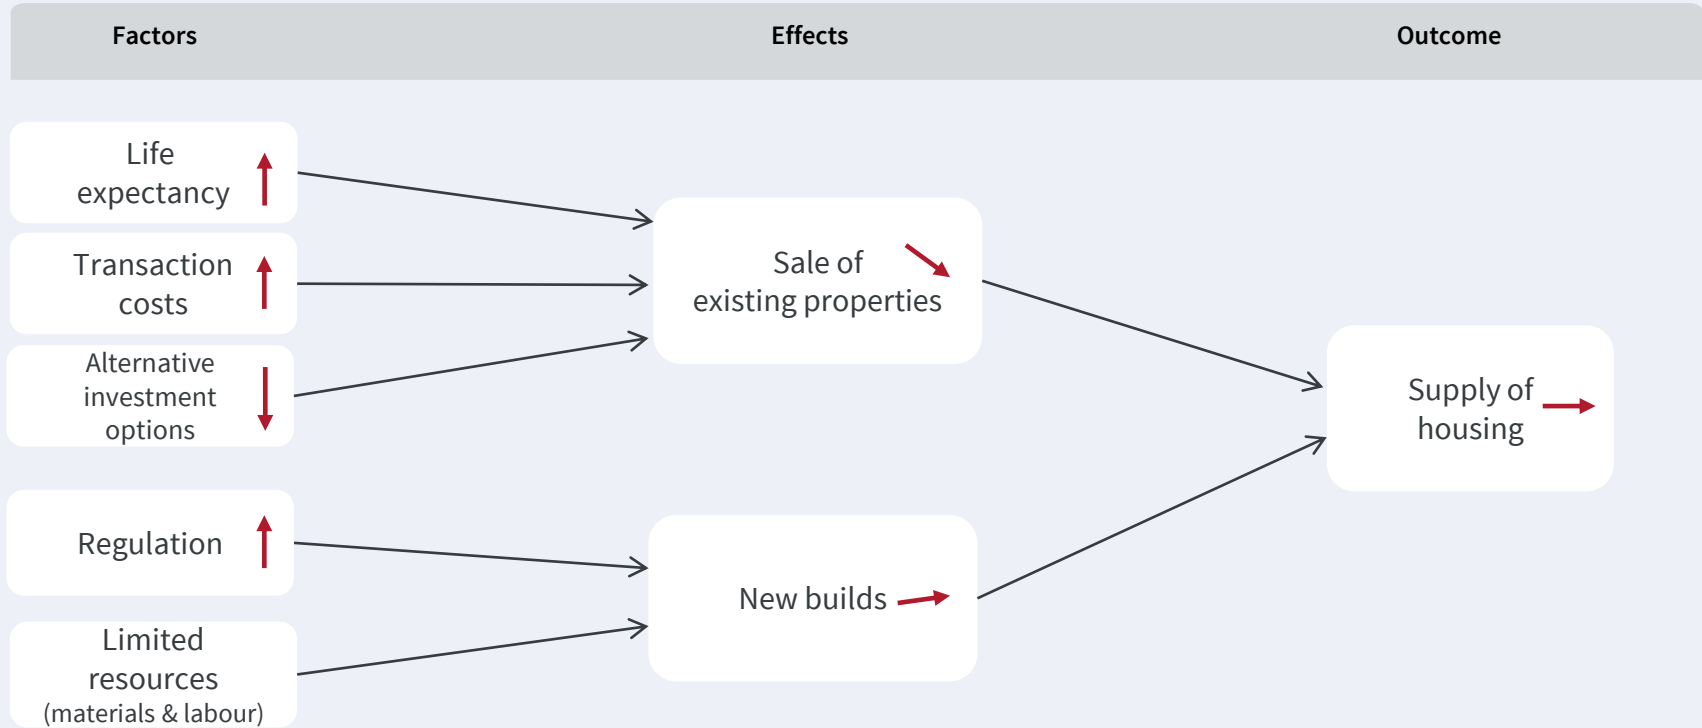 Factors
Effects
Outcome
Life
expectancy
Transaction
costs
Alternative
investment
options
Regulation
Limited
resources
(materials & labour)
Sale of
existing properties
New builds
Supply of
housing